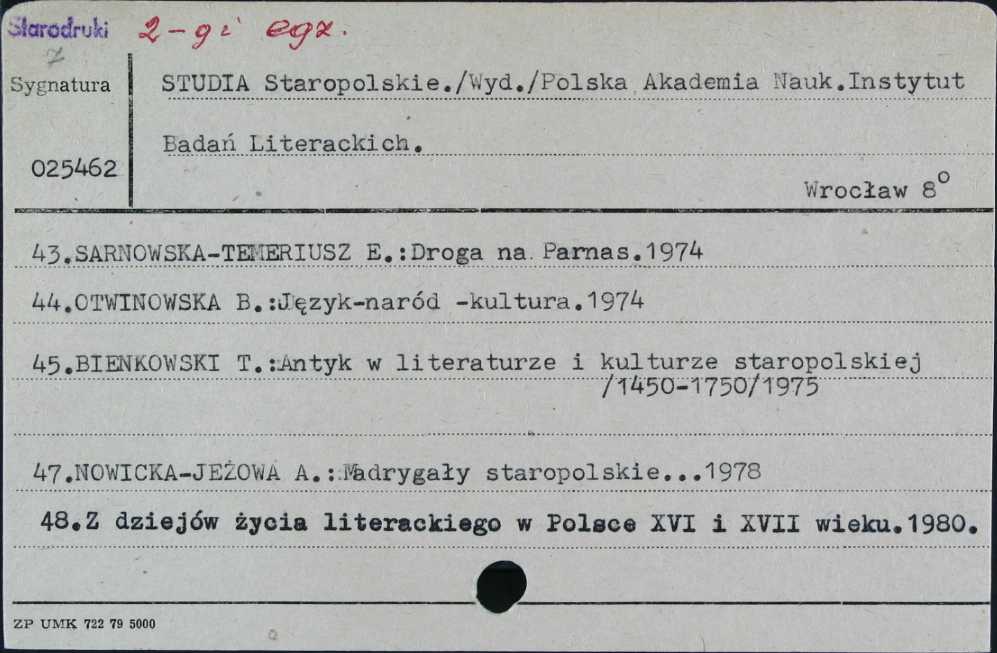 Starodruki 2-gi egz.
7
Sygnatura
STUDIA Staropolskie./Wyd./Polska Akademia Nauk.Instytut
Badań Literackich.
025462
Wrocław 8o
43.SARNOWSKA-TEMERIUSZ E.:Droga na Parnas.1974
44.OTWINOWSKA B.:Język-naród -kultura.1974
45.BIENKOWSKI T.:Antyk w literaturze i kulturze staropolskiej
/1450-1750/1975
47.NOWICKA-JEŻOWA A.:Madrygały staropolskie...1978
48.Z dziejów życia literackiego w Polsce XVI i XVII wieku.1980.
ZP UMK 722 79 5000